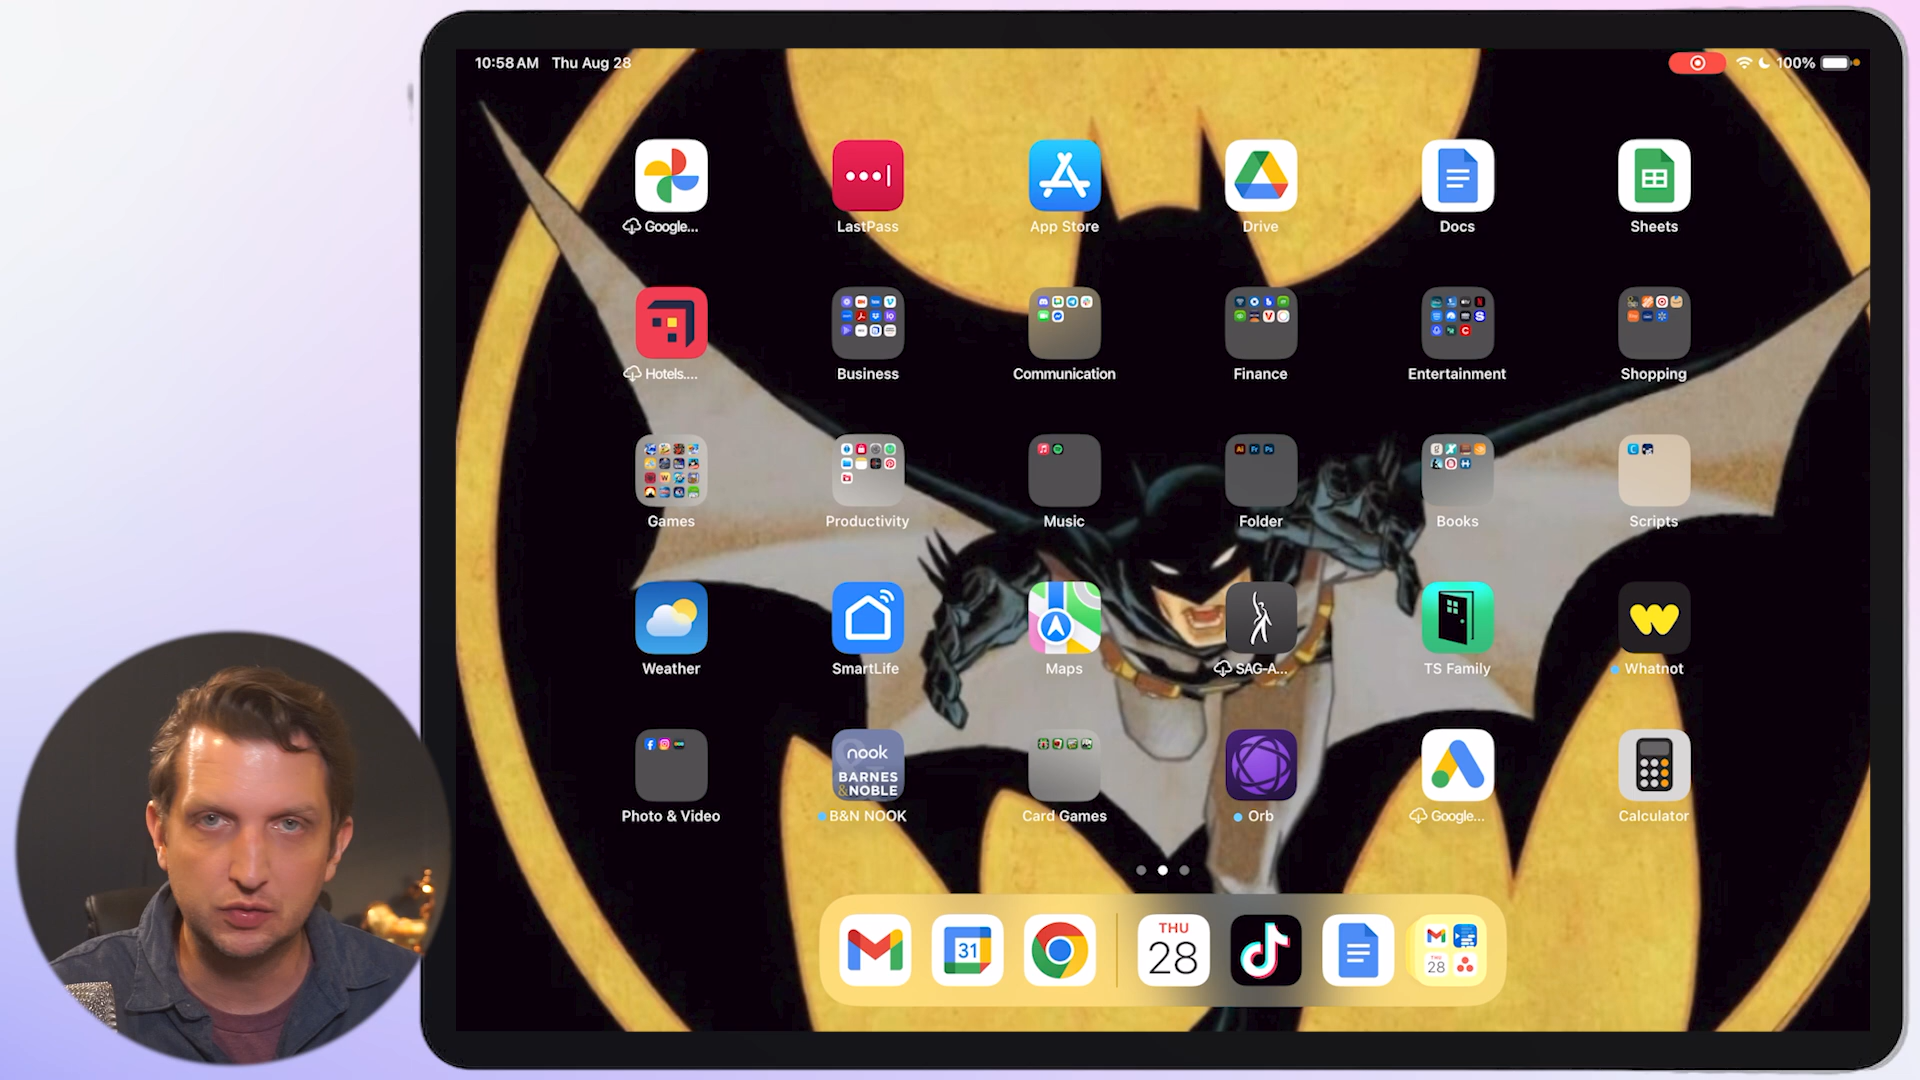 10:58 AM Thu Aug 28
100%
Google...
LastPass
App Store
Drive
Docs
Sheets
Hotels....
Business
Communication
Finance
Entertainment
Shopping
Games
Productivity
Music
Folder
Books
Scripts
Weather
SmartLife
Maps
SAG-A...
TS Family
Whatnot
nook
BARNES
&NOBLE
Photo & Video
B&N NOOK
Card Games
Orb
Google...
Calculator
31
THU
28
28